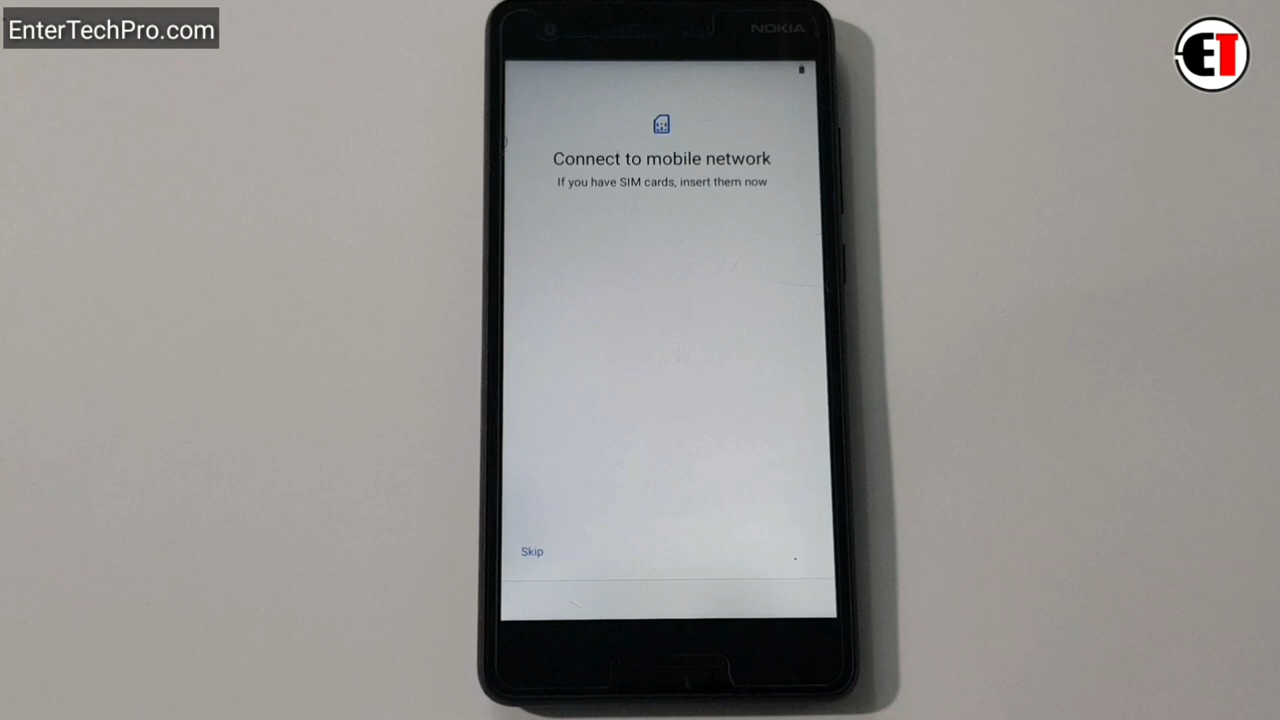 EnterTechPro.com
ET
NOKIA
Connect to mobile network
If you have SIM cards, insert them now
Skip